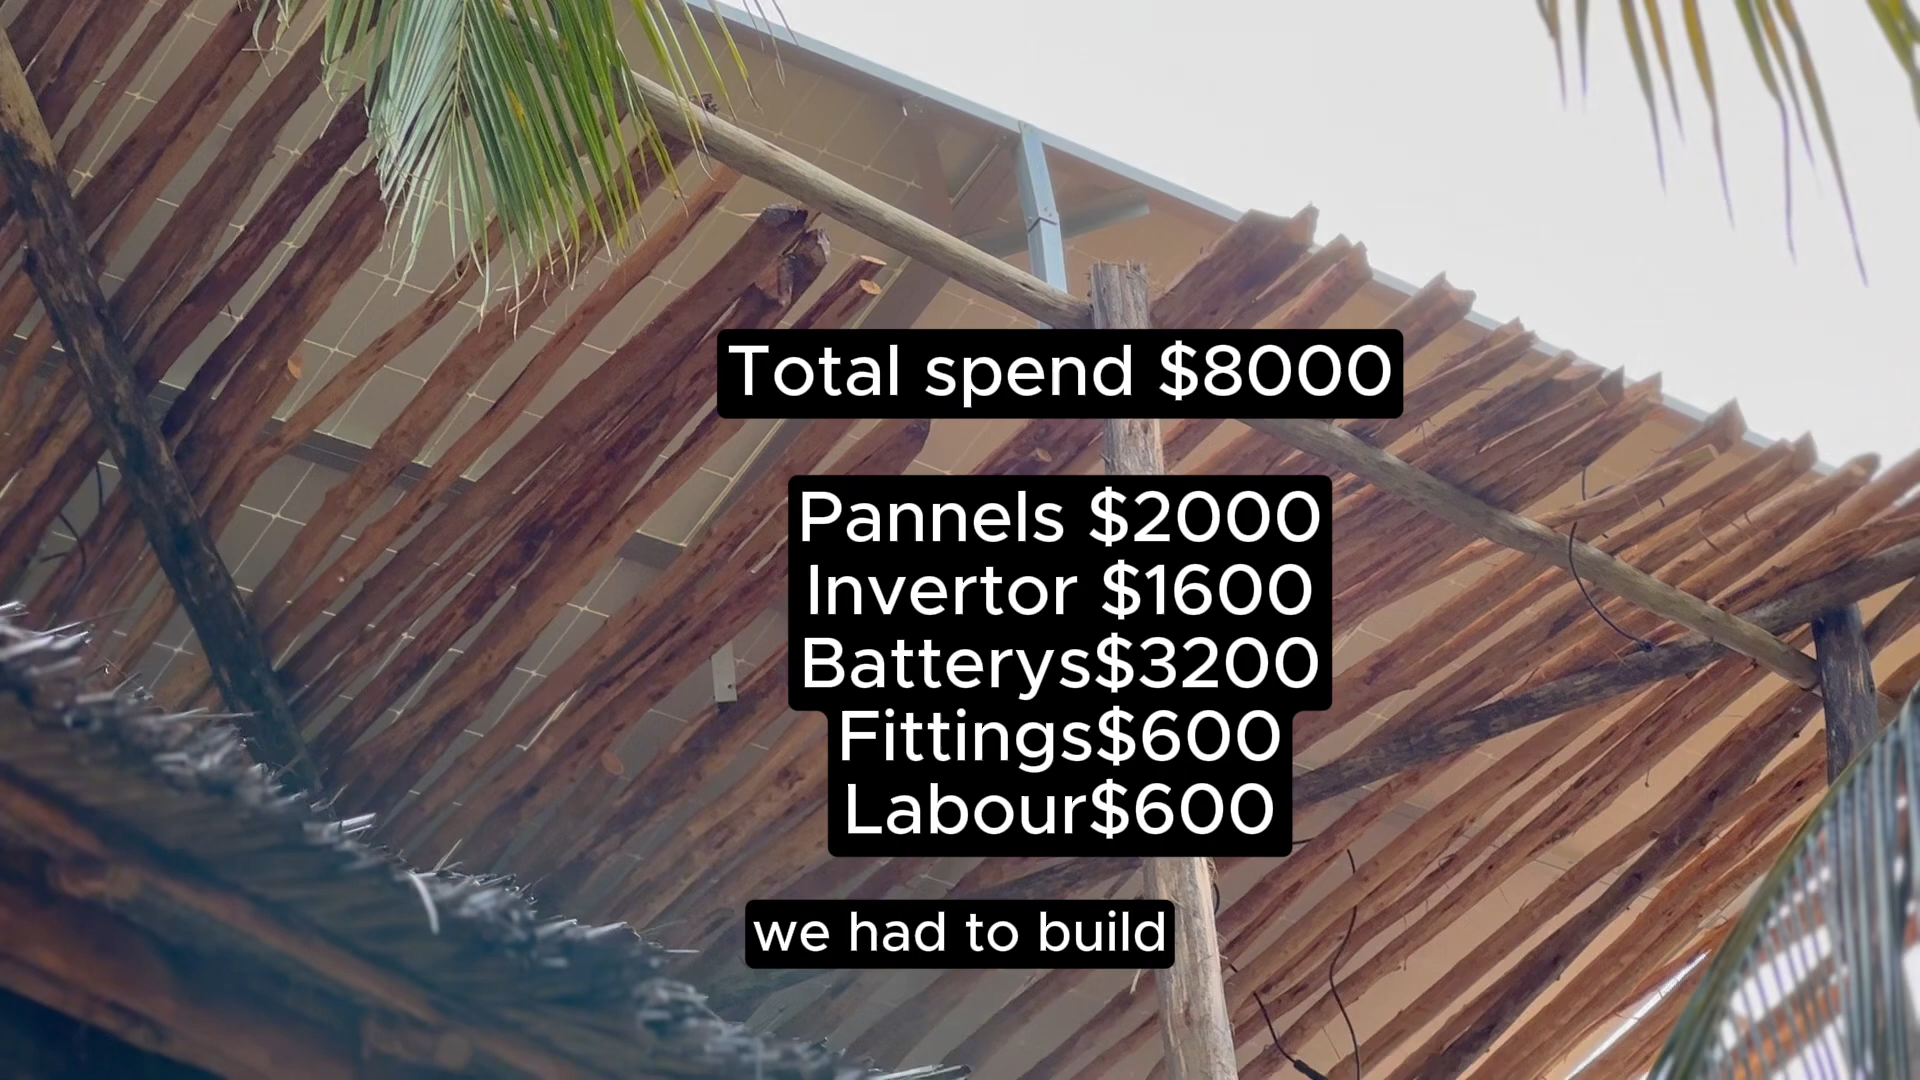 Total spend $8000
Pannels $2000
Invertor $1600
Batterys$3200
Fittings$600
Labour$600
we had to build